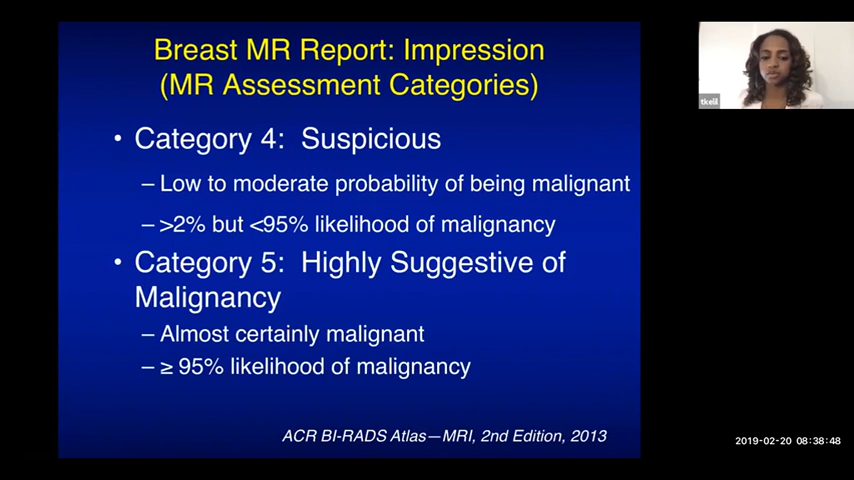 Breast MR Report: Impression
(MR Assessment Categories)
• Category 4: Suspicious
– Low to moderate probability of being malignant
– >2% but <95% likelihood of malignancy
• Category 5: Highly Suggestive of
Malignancy
– Almost certainly malignant
– ≥ 95% likelihood of malignancy
ACR BI-RADS Atlas—MRI, 2nd Edition, 2013
tkeil
2019-02-20 08:38:48